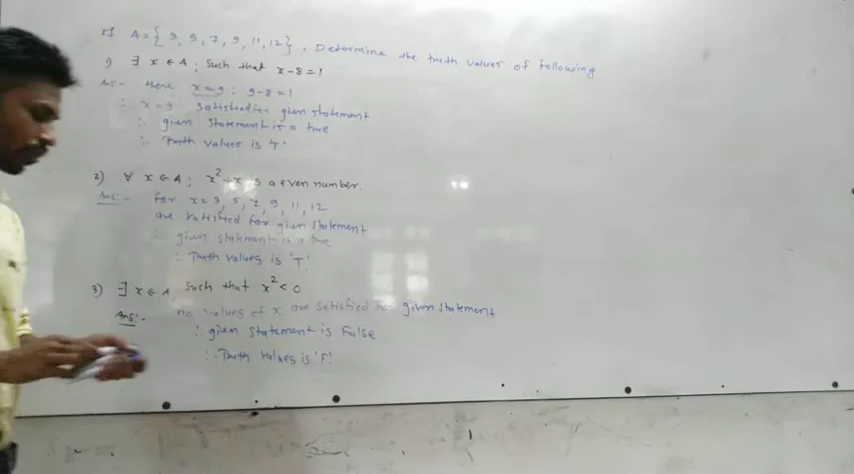 If A={3, 5, 7, 9, 11, 12}. Determine the truth values of following
1) ∃ x ∈ A; Such that x-8=1
Ans- Here x=9; 9-8=1
∴ x=9 satisfied for given statement
∴ given statement is a true
∴ Truth values is 'T'
2) ∀ x ∈ A; x²+x is a even number.
Ans:- For x=3, 5, 7, 9, 11, 12
are satisfied for given statement
∴ given statement is a true
∴ Truth values is 'T'
3) ∃ x ∈ A, such that x² < 0
Ans:- no values of x are satisfied for given statement
∴ given statement is False
∴ Truth values is 'F'